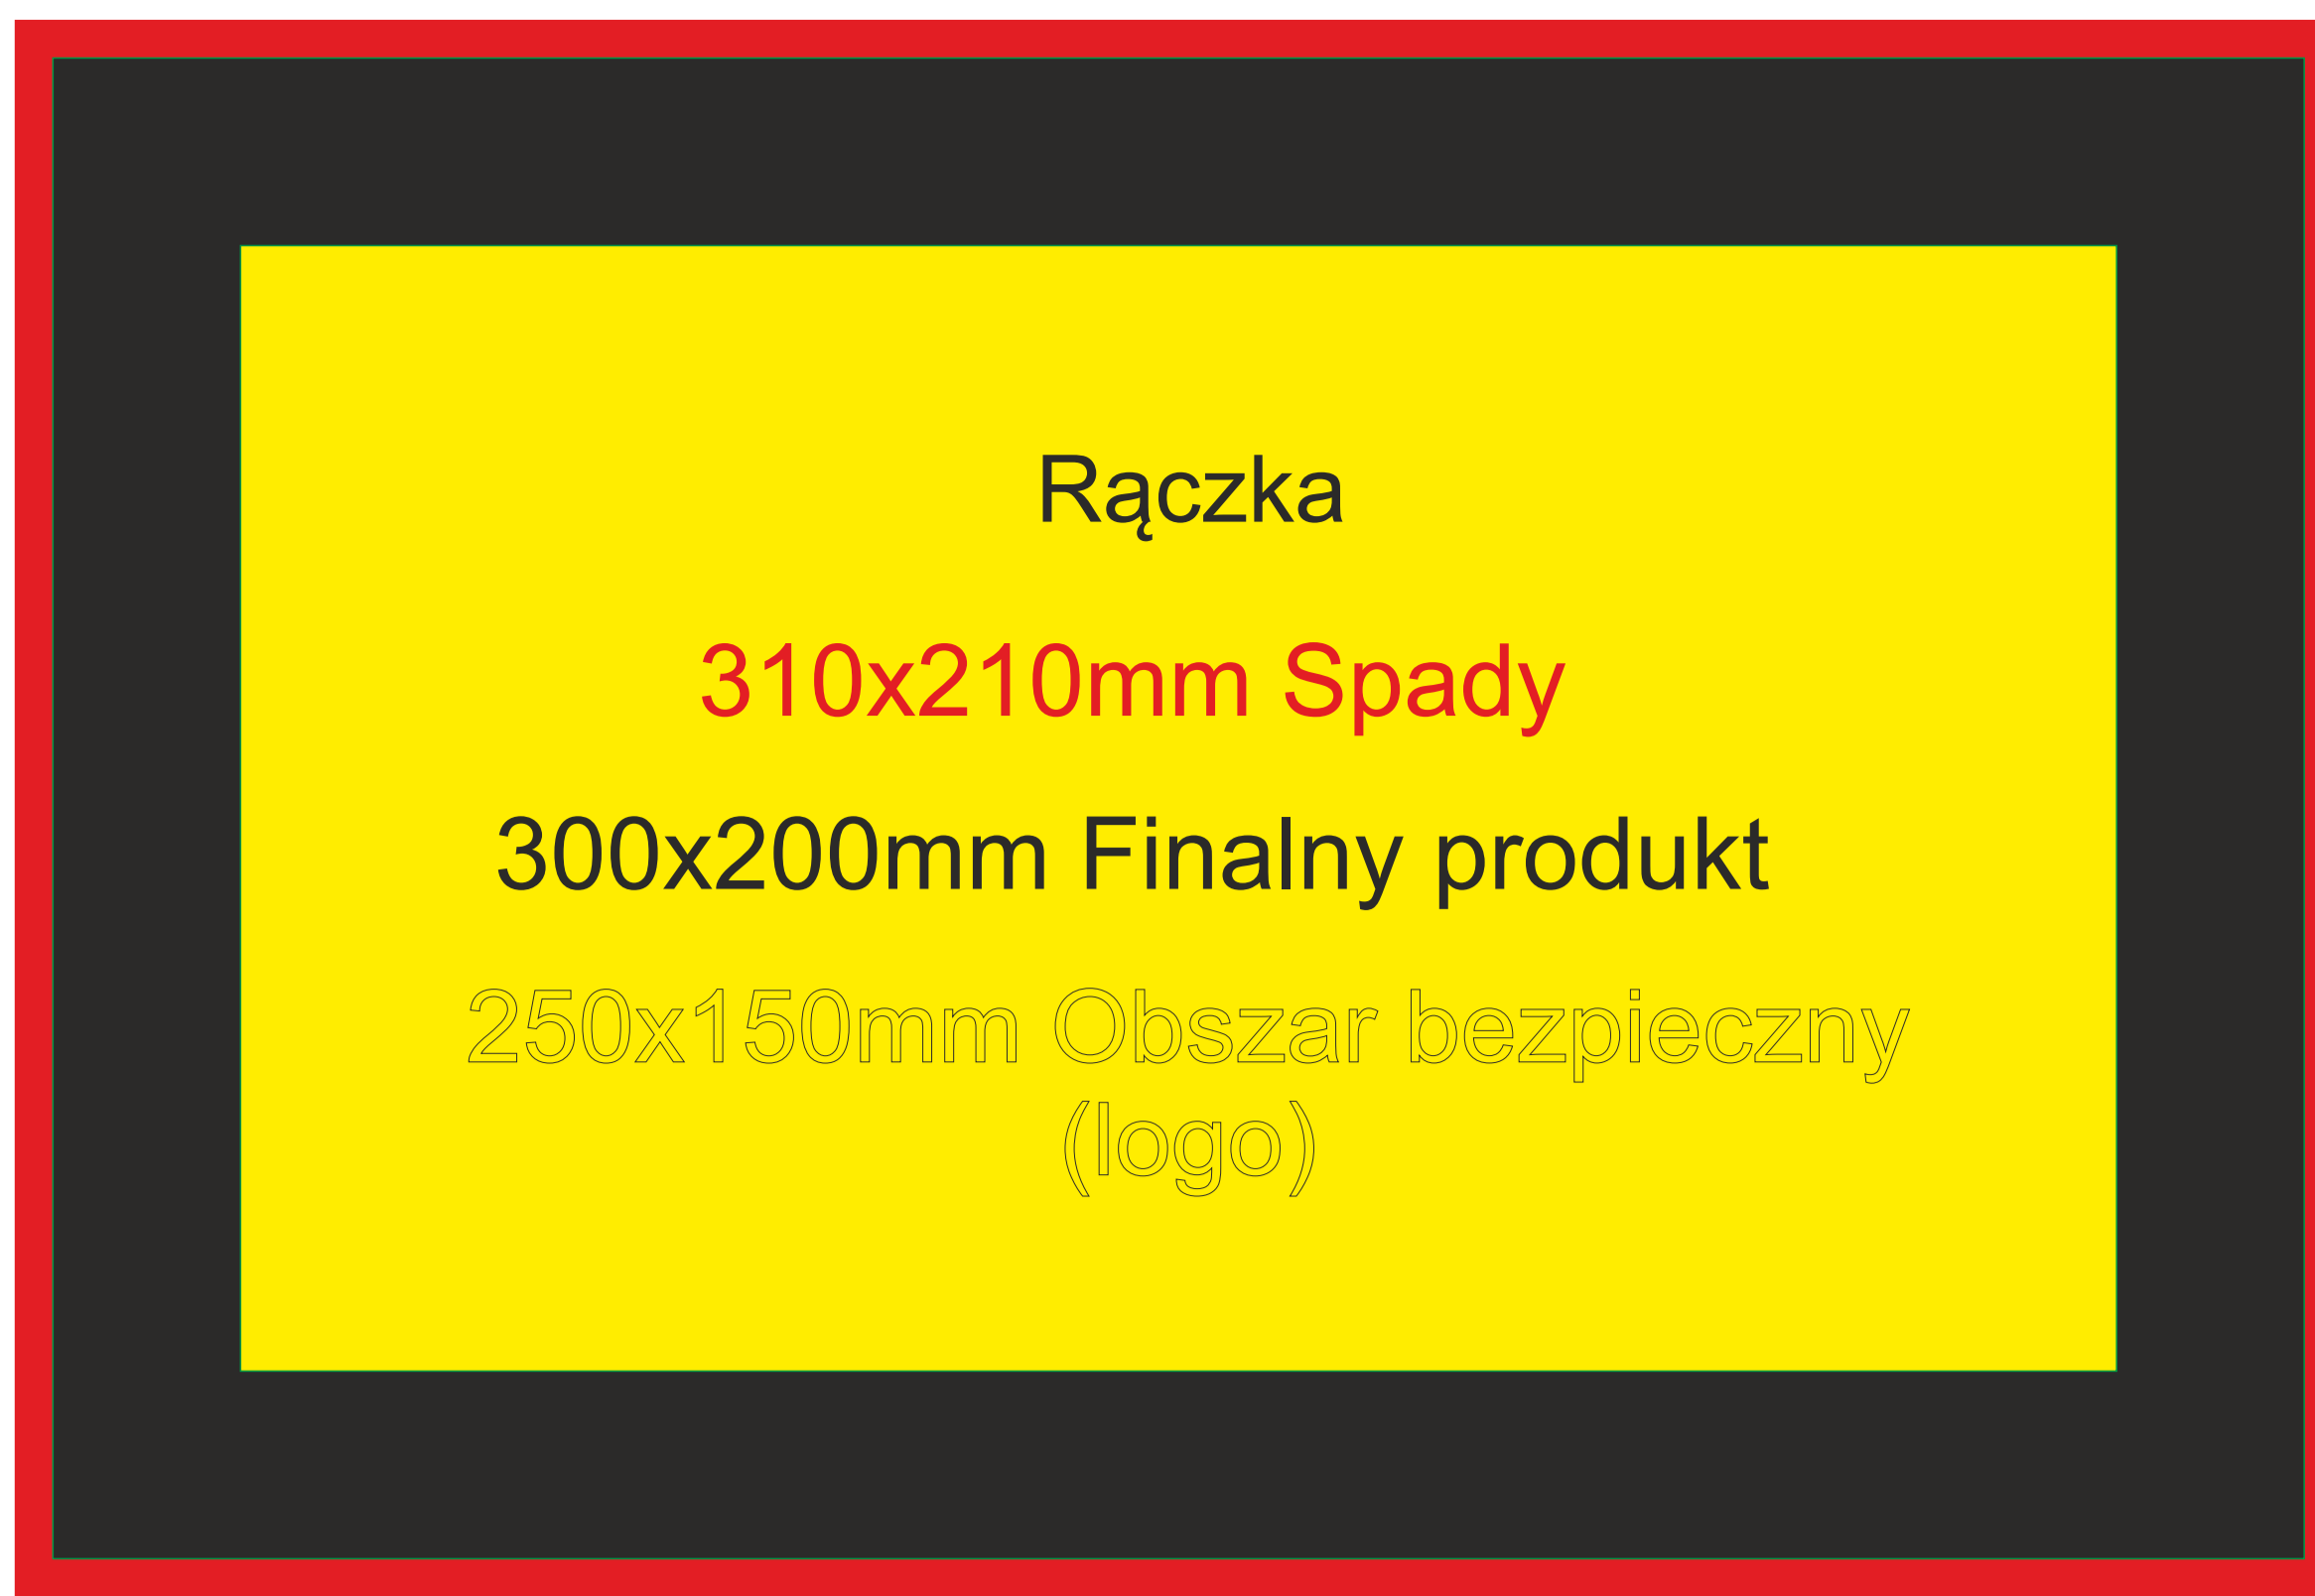 Rączka
310x210mm Spady
300x200mm Finalny produkt
250x150mm Obszar bezpieczny
(logo)